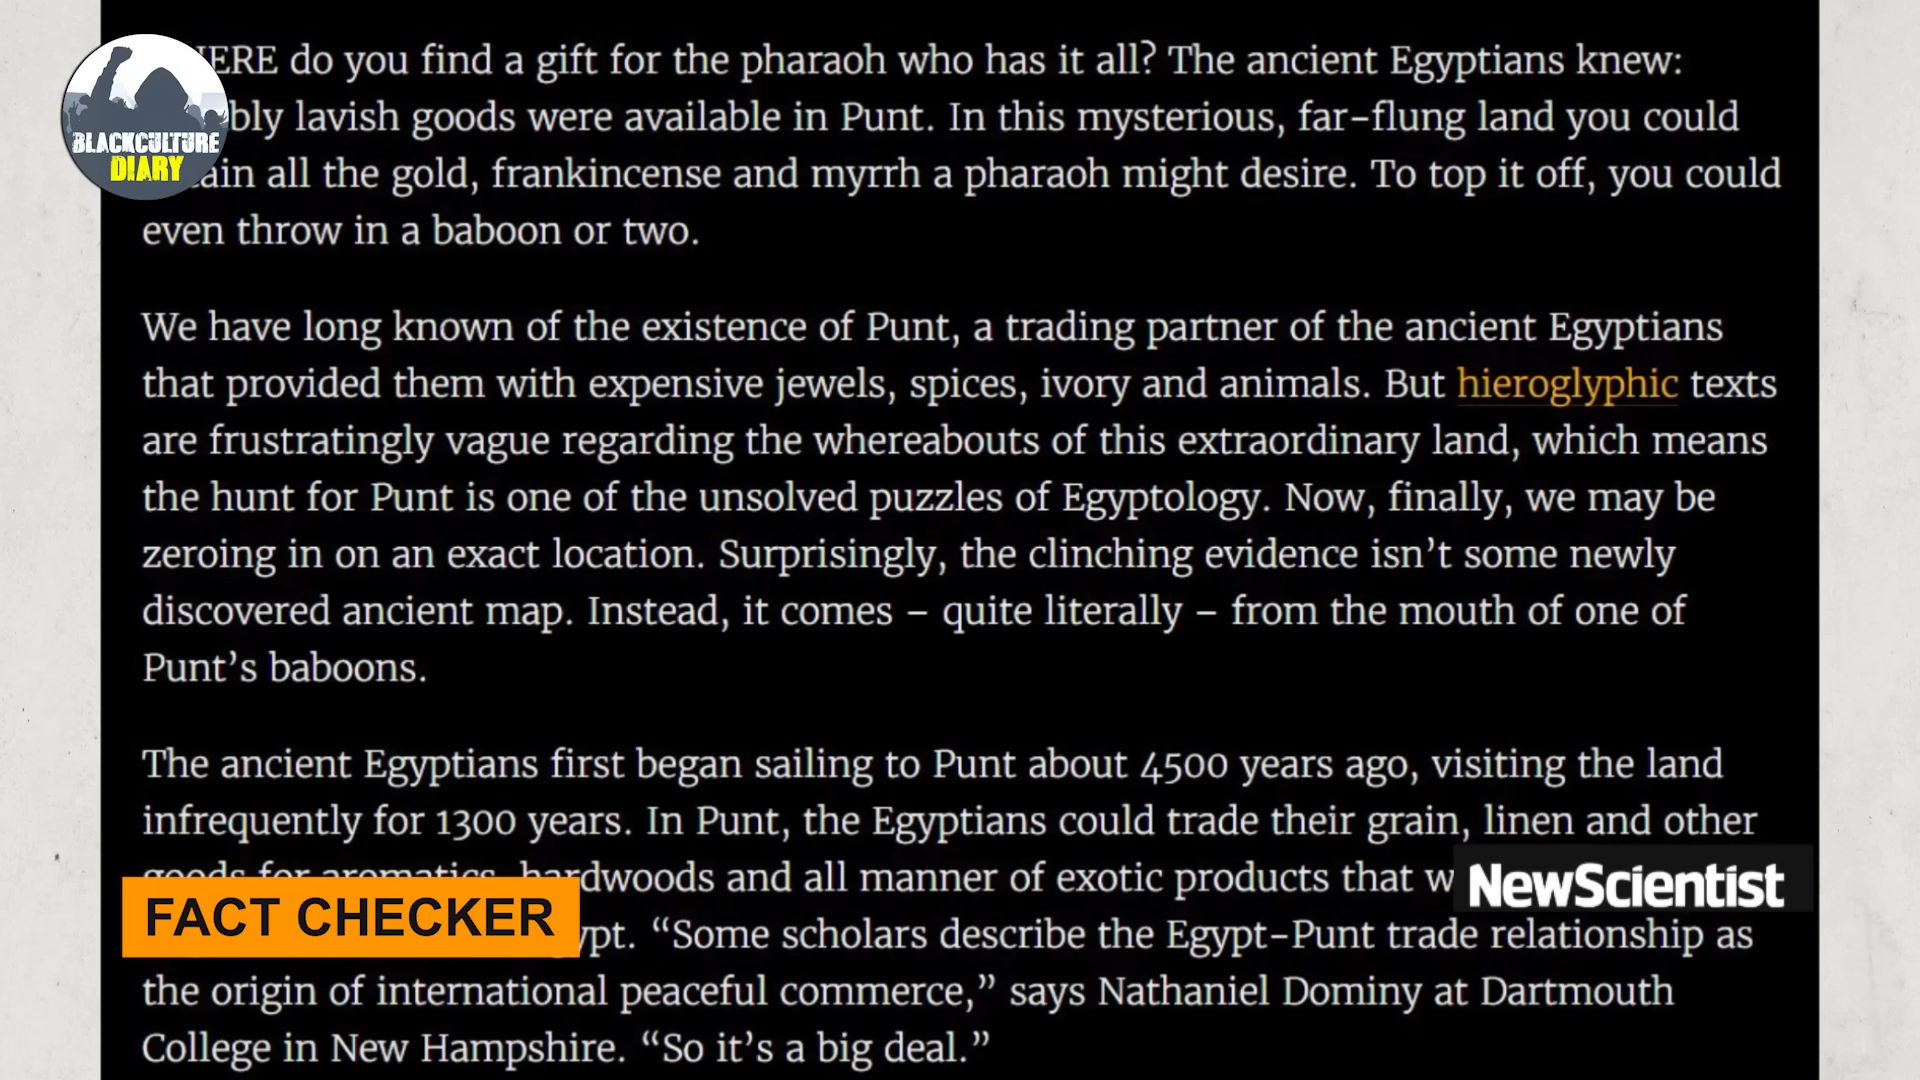 ERE do you find a gift for the pharaoh who has it all? The ancient Egyptians knew:
bly lavish goods were available in Punt. In this mysterious, far-flung land you could
BLACKCULTURE
DIARY
ain all the gold, frankincense and myrrh a pharaoh might desire. To top it off, you could
even throw in a baboon or two.
We have long known of the existence of Punt, a trading partner of the ancient Egyptians
that provided them with expensive jewels, spices, ivory and animals. But hieroglyphic texts
are frustratingly vague regarding the whereabouts of this extraordinary land, which means
the hunt for Punt is one of the unsolved puzzles of Egyptology. Now, finally, we may be
zeroing in on an exact location. Surprisingly, the clinching evidence isn’t some newly
discovered ancient map. Instead, it comes – quite literally – from the mouth of one of
Punt’s baboons.
The ancient Egyptians first began sailing to Punt about 4500 years ago, visiting the land
infrequently for 1300 years. In Punt, the Egyptians could trade their grain, linen and other
goods for aromatics, hardwoods and all manner of exotic products that w
NewScientist
FACT CHECKER
ypt. “Some scholars describe the Egypt-Punt trade relationship as
the origin of international peaceful commerce,” says Nathaniel Dominy at Dartmouth
College in New Hampshire. “So it’s a big deal.”